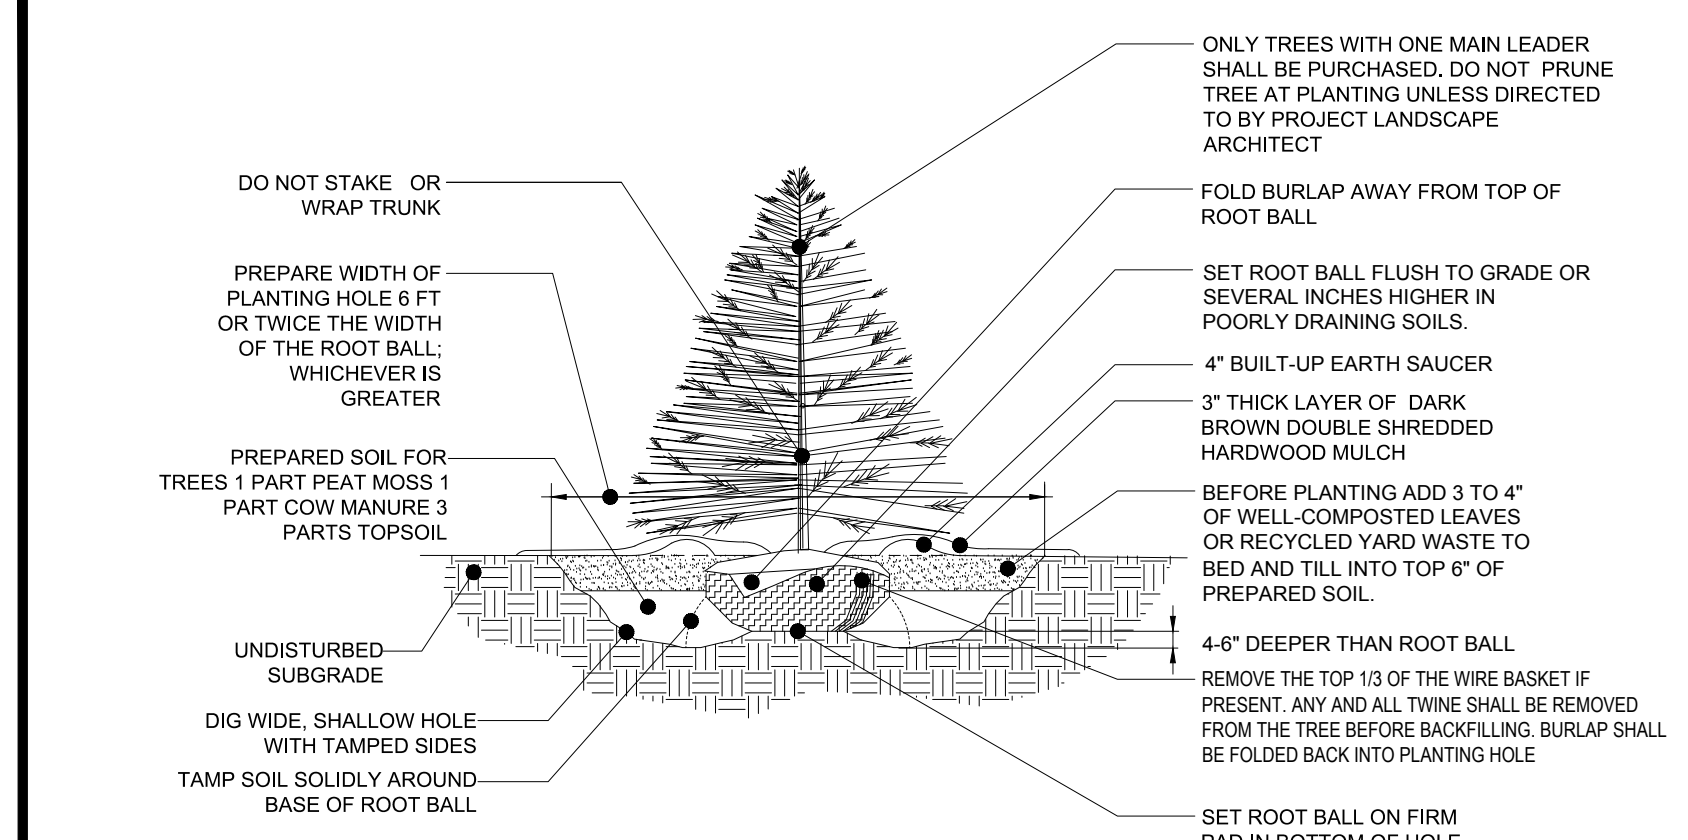 DO NOT STAKE OR
WRAP TRUNK
PREPARE WIDTH OF
PLANTING HOLE 6 FT
OR TWICE THE WIDTH
OF THE ROOT BALL;
WHICHEVER IS
GREATER
PREPARED SOIL FOR
TREES 1 PART PEAT MOSS 1
PART COW MANURE 3
PARTS TOPSOIL
UNDISTURBED
SUBGRADE
DIG WIDE, SHALLOW HOLE
WITH TAMPED SIDES
TAMP SOIL SOLIDLY AROUND
BASE OF ROOT BALL
ONLY TREES WITH ONE MAIN LEADER
SHALL BE PURCHASED. DO NOT PRUNE
TREE AT PLANTING UNLESS DIRECTED
TO BY PROJECT LANDSCAPE
ARCHITECT
FOLD BURLAP AWAY FROM TOP OF
ROOT BALL
SET ROOT BALL FLUSH TO GRADE OR
SEVERAL INCHES HIGHER IN
POORLY DRAINING SOILS.
4" BUILT-UP EARTH SAUCER
3" THICK LAYER OF DARK
BROWN DOUBLE SHREDDED
HARDWOOD MULCH
BEFORE PLANTING ADD 3 TO 4"
OF WELL-COMPOSTED LEAVES
OR RECYCLED YARD WASTE TO
BED AND TILL INTO TOP 6" OF
PREPARED SOIL.
4-6" DEEPER THAN ROOT BALL
REMOVE THE TOP 1/3 OF THE WIRE BASKET IF
PRESENT. ANY AND ALL TWINE SHALL BE REMOVED
FROM THE TREE BEFORE BACKFILLING. BURLAP SHALL
BE FOLDED BACK INTO PLANTING HOLE
SET ROOT BALL ON FIRM
PAD IN BOTTOM OF HOLE